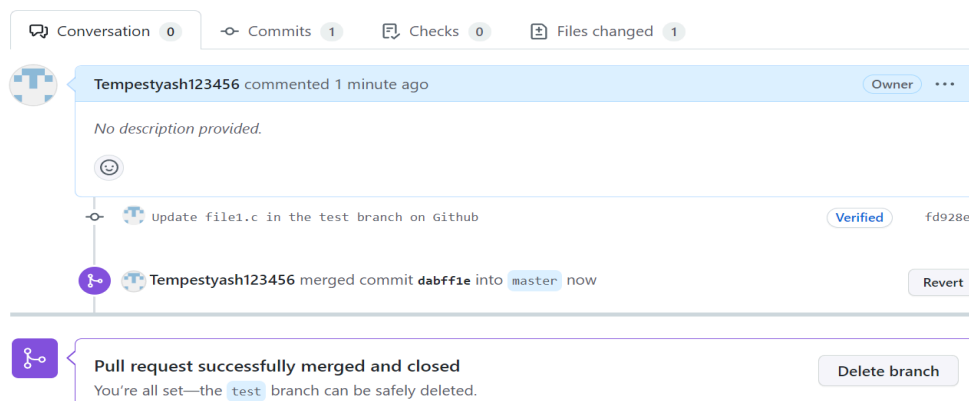 Conversation 0 Commits 1 Checks 0 Files changed 1
Tempestyash123456 commented 1 minute ago Owner
No description provided.
Update file1.c in the test branch on Github Verified fd928e
Tempestyash123456 merged commit dabff1e into master now Revert
Pull request successfully merged and closed
You're all set—the test branch can be safely deleted.
Delete branch